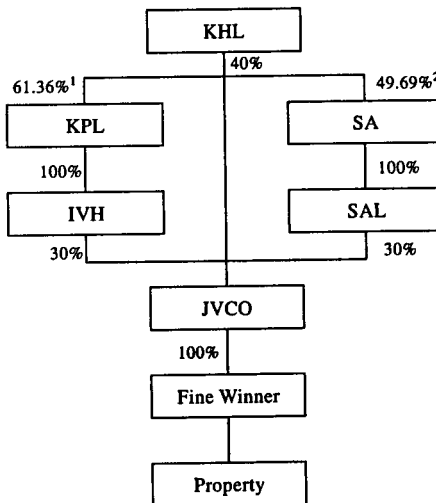 KHL
40%
61.36%¹ 49.69%²
KPL SA
100% 100%
IVH SAL
30% 30%
JVCO
100%
Fine Winner
Property